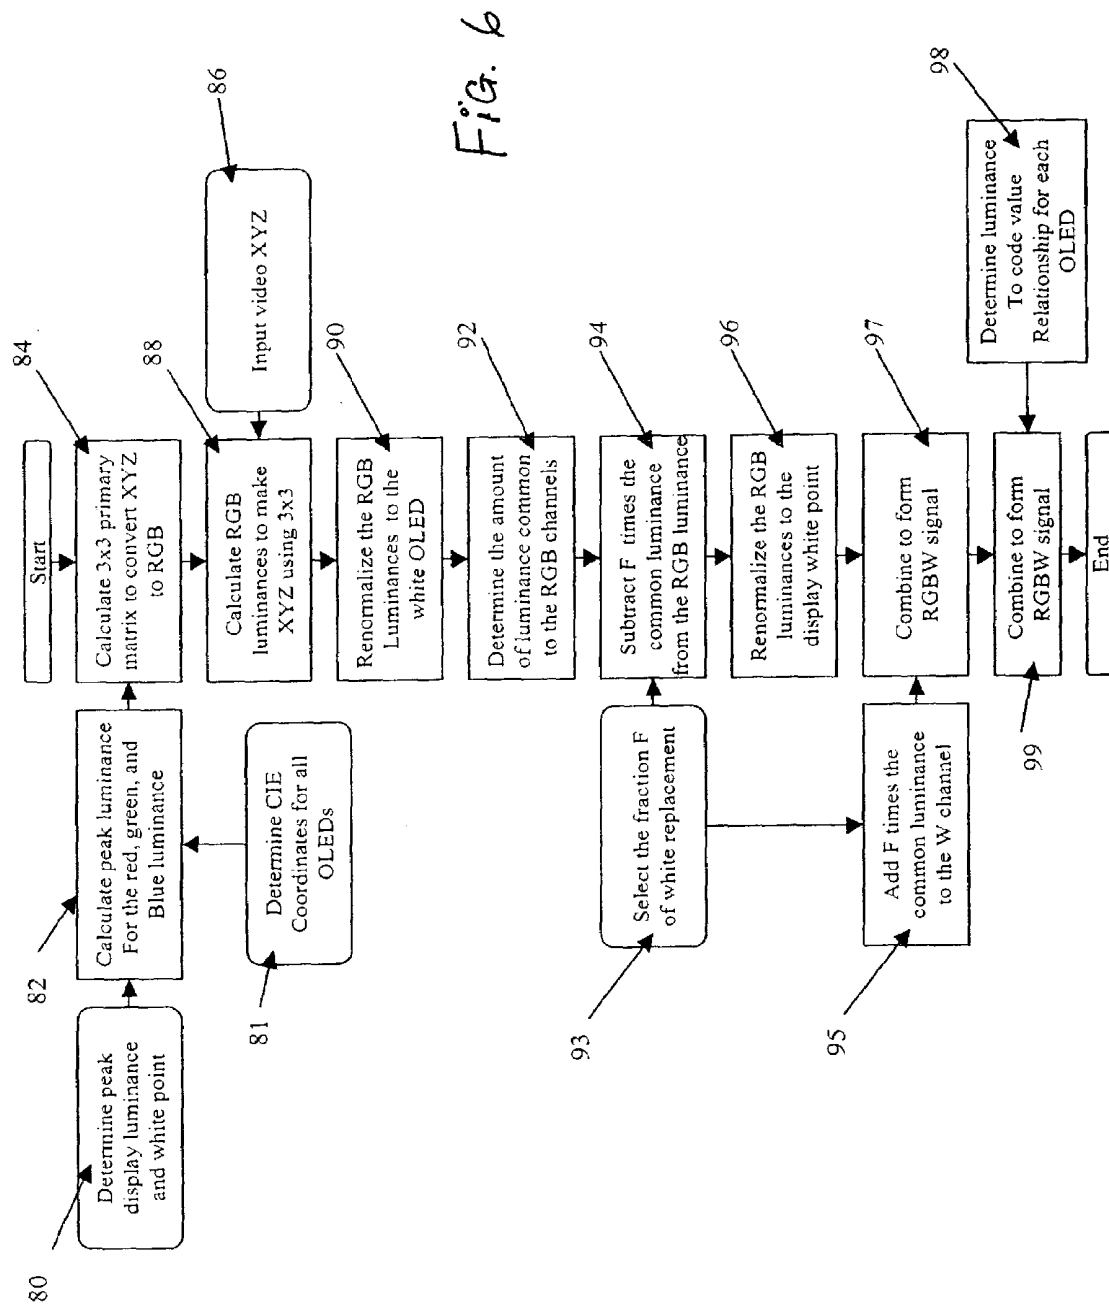 FiG. 6
Start
84
Calculate 3x3 primary
matrix to convert XYZ
to RGB
82
Calculate peak luminance
For the red, green, and
Blue luminance
80
Determine peak
display luminance
and white point
81
Determine CIE
Coordinates for all
OLEDs
86
Input video XYZ
88
Calculate RGB
luminances to make
XYZ using 3x3
90
Renormalize the RGB
Luminances to the
white OLED
92
Determine the amount
of luminance common
to the RGB channels
93
Select the fraction F
of white replacement
94
Subtract F times the
common luminance
from the RGB luminance
96
Renormalize the RGB
luminances to the
display white point
95
Add F times the
common luminance
to the W channel
97
Combine to form
RGBW signal
98
Determine luminance
To code value
Relationship for each
OLED
99
Combine to form
RGBW signal
End